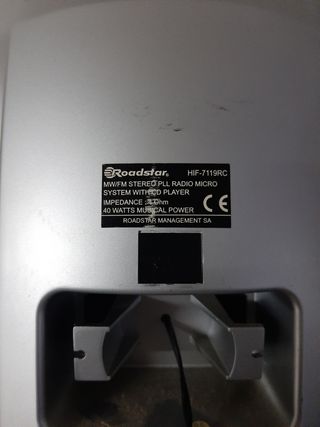 Roadstar® HIF-7119RC
MW/FM STEREO PLL RADIO MICRO
SYSTEM WITH CD PLAYER
IMPEDANCE : Ohm
40 WATTS MUSICAL POWER CE
ROADSTAR MANAGEMENT SA